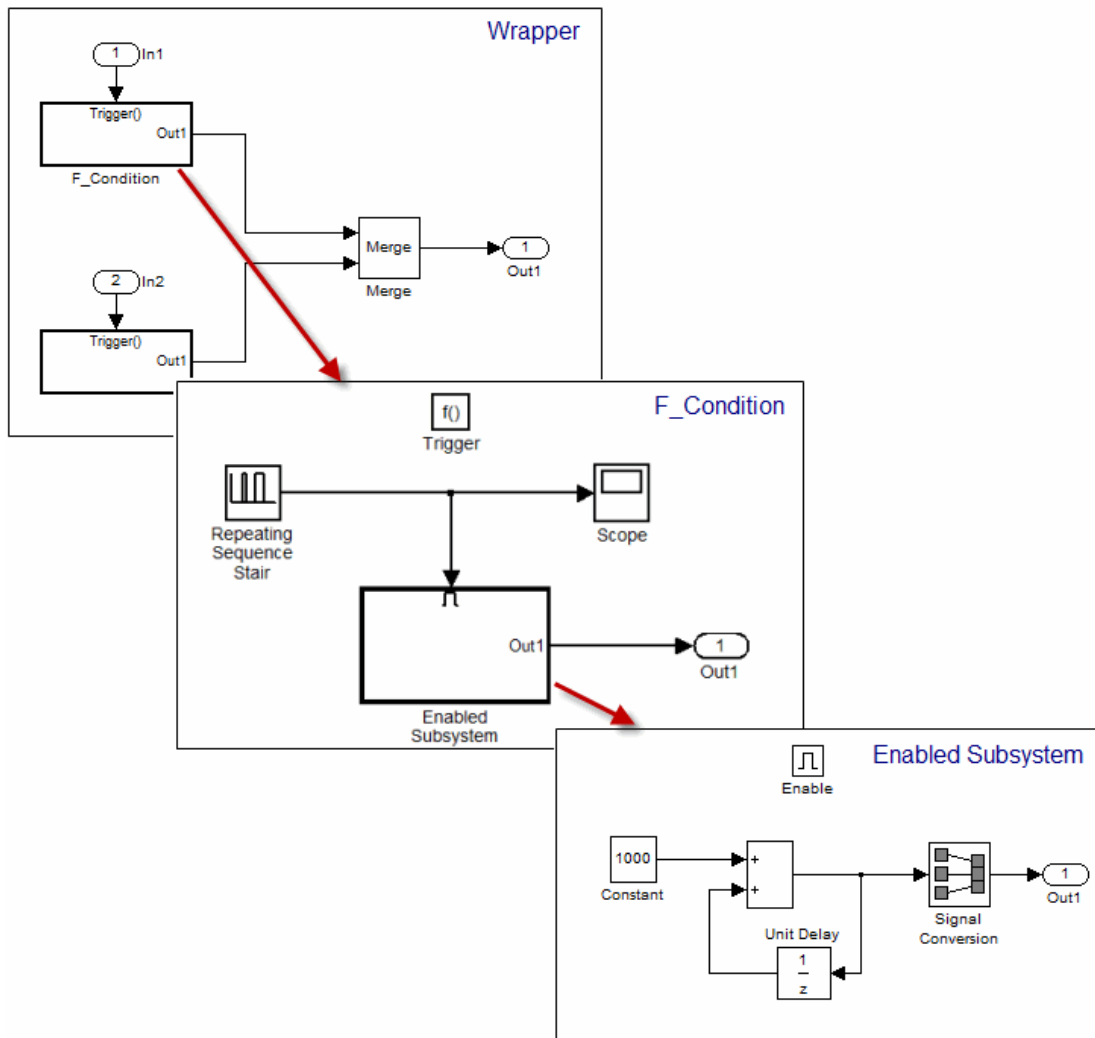 Wrapper
1
In1
Trigger()
Out1
F_Condition
Merge
Merge
1
Out1
2
In2
Trigger()
Out1
F_Condition
f()
Trigger
Repeating
Sequence
Stair
Scope
Out1
1
Out1
Enabled
Subsystem
Enabled Subsystem
Enable
1000
Constant
+
+
Unit Delay
1
z
Signal
Conversion
1
Out1